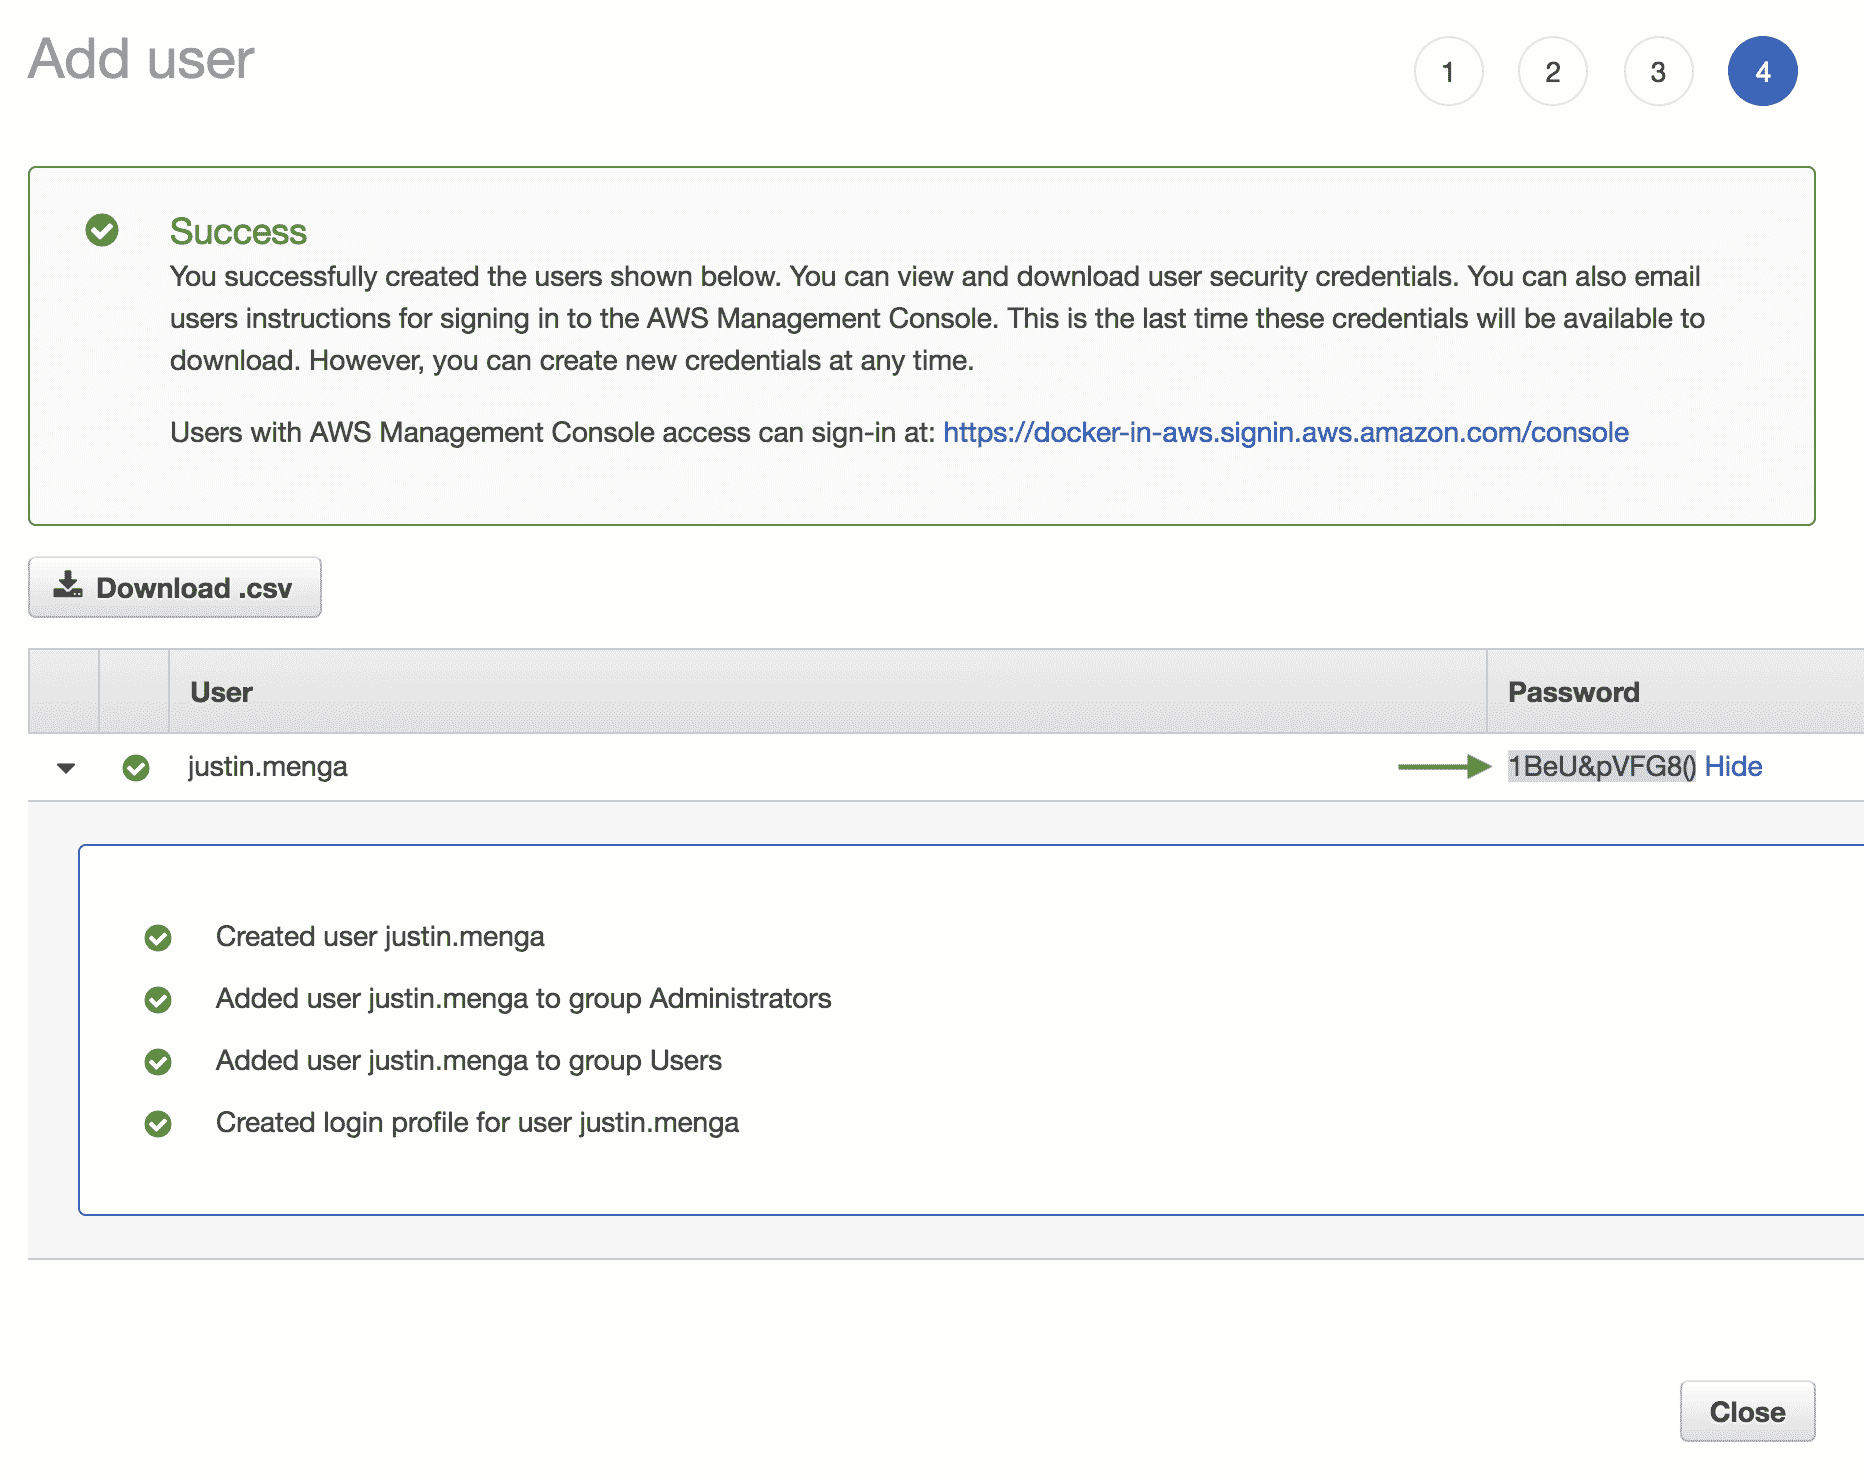 Add user
1 2 3 4
Success
You successfully created the users shown below. You can view and download user security credentials. You can also email
users instructions for signing in to the AWS Management Console. This is the last time these credentials will be available to
download. However, you can create new credentials at any time.
Users with AWS Management Console access can sign-in at: https://docker-in-aws.signin.aws.amazon.com/console
Download .csv
User Password
justin.menga 1BeU&pVFG8() Hide
Created user justin.menga
Added user justin.menga to group Administrators
Added user justin.menga to group Users
Created login profile for user justin.menga
Close